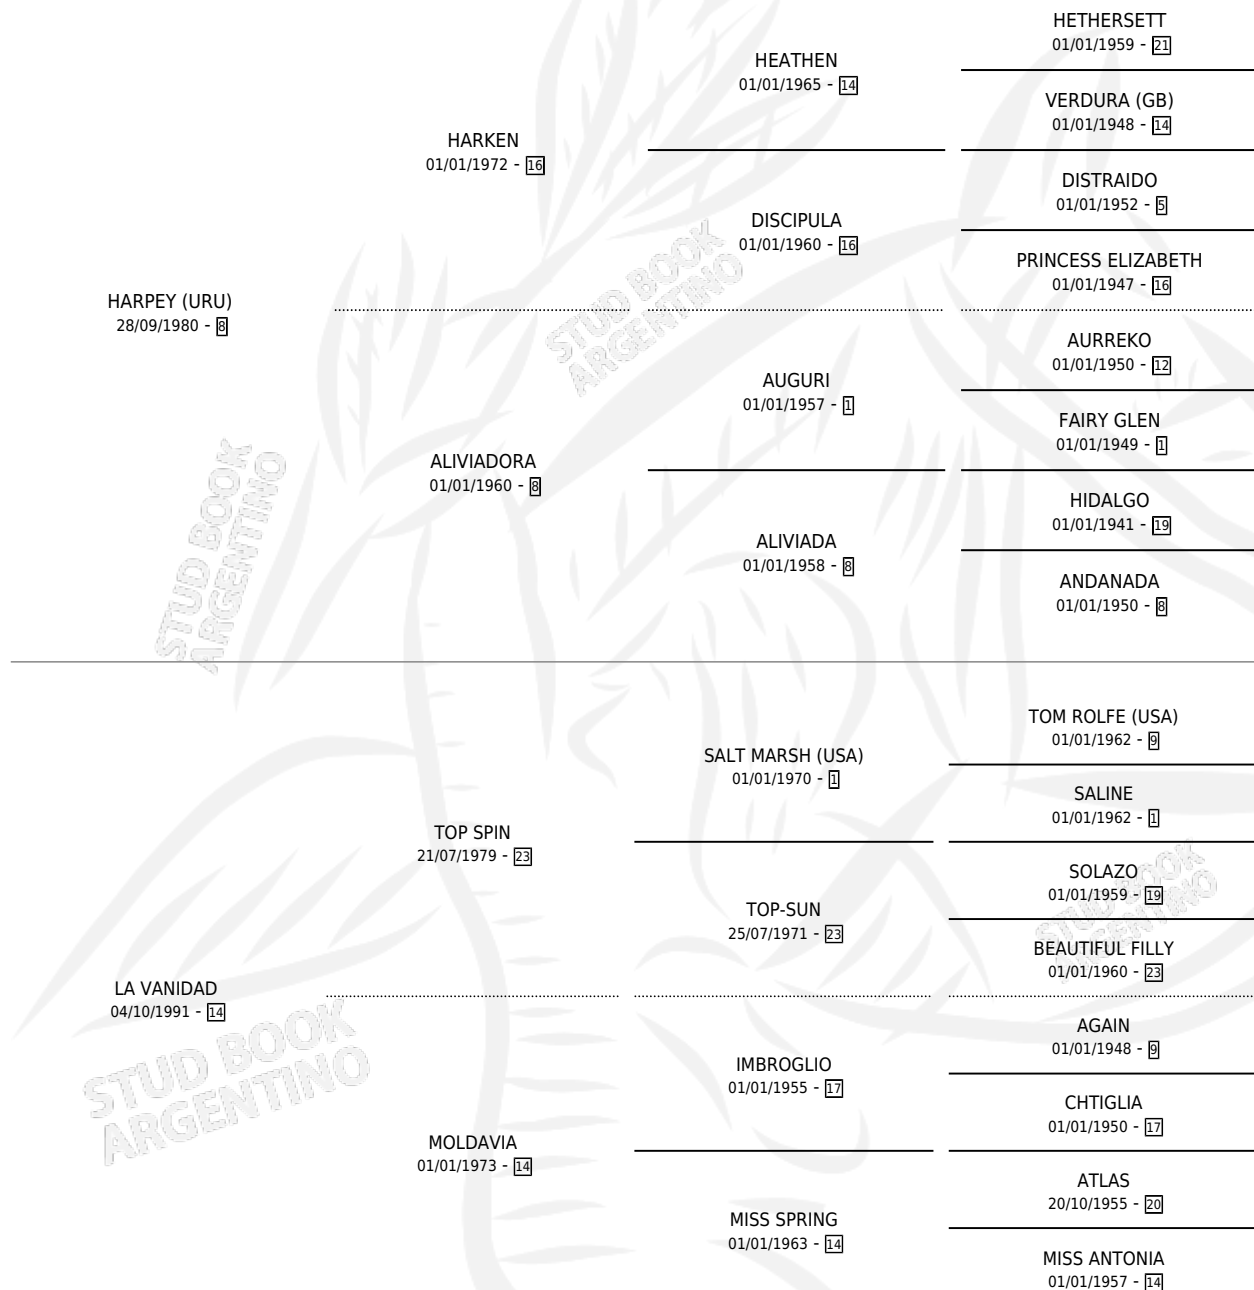 HETHERSETT
01/01/1959 - 21
HEATHEN
01/01/1965 - 14
VERDURA (GB)
01/01/1948 - 14
HARKEN
01/01/1972 - 16
DISTRAIDO
01/01/1952 - 5
DISCIPULA
01/01/1960 - 16
PRINCESS ELIZABETH
01/01/1947 - 16
HARPEY (URU)
28/09/1980 - 8
STUD BOOK
ARGENTINO
AURREKO
01/01/1950 - 12
AUGURI
01/01/1957 - 1
FAIRY GLEN
01/01/1949 - 1
ALIVIADORA
01/01/1960 - 8
HIDALGO
01/01/1941 - 19
ALIVIADA
01/01/1958 - 8
ANDANADA
01/01/1950 - 8
STUD BOOK
ARGENTINO
TOM ROLFE (USA)
01/01/1962 - 9
SALT MARSH (USA)
01/01/1970 - 1
SALINE
01/01/1962 - 1
TOP SPIN
21/07/1979 - 23
SOLAZO
01/01/1959 - 19
TOP-SUN
25/07/1971 - 23
BEAUTIFUL FILLY
01/01/1960 - 23
STUD BOOK
ARGENTINO
LA VANIDAD
04/10/1991 - 14
AGAIN
01/01/1948 - 9
IMBROGLIO
01/01/1955 - 17
CHTIGLIA
01/01/1950 - 17
STUD BOOK
ARGENTINO
MOLDAVIA
01/01/1973 - 14
ATLAS
20/10/1955 - 20
MISS SPRING
01/01/1963 - 14
MISS ANTONIA
01/01/1957 - 14